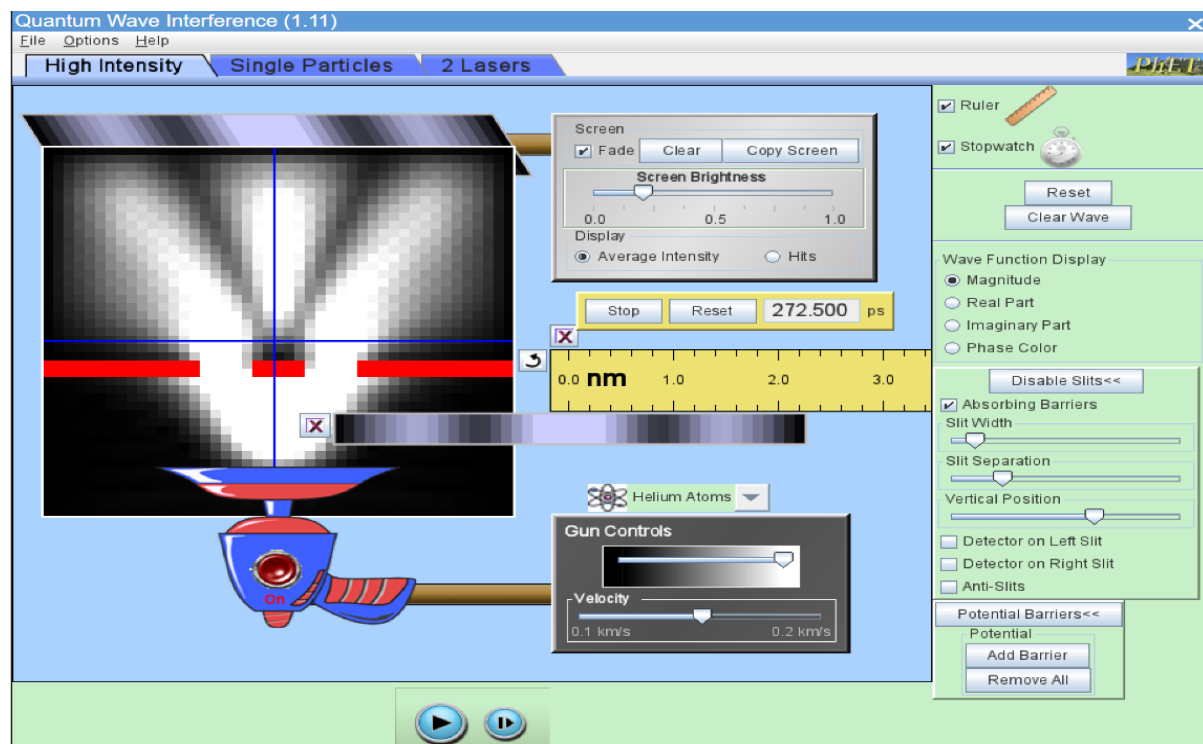 Quantum Wave Interference (1.11)
File Options Help
High Intensity Single Particles 2 Lasers
PhET
Ruler
Stopwatch
Screen
Fade Clear Copy Screen
Screen Brightness
0.0 0.5 1.0
Display
Average Intensity Hits
Stop Reset 272.500 ps
0.0 nm 1.0 2.0 3.0
Helium Atoms
Gun Controls
Velocity
0.1 km/s 0.2 km/s
On
Reset
Clear Wave
Wave Function Display
Magnitude
Real Part
Imaginary Part
Phase Color
Disable Slits<<
Absorbing Barriers
Slit Width
Slit Separation
Vertical Position
Detector on Left Slit
Detector on Right Slit
Anti-Slits
Potential Barriers<<
Potential
Add Barrier
Remove All